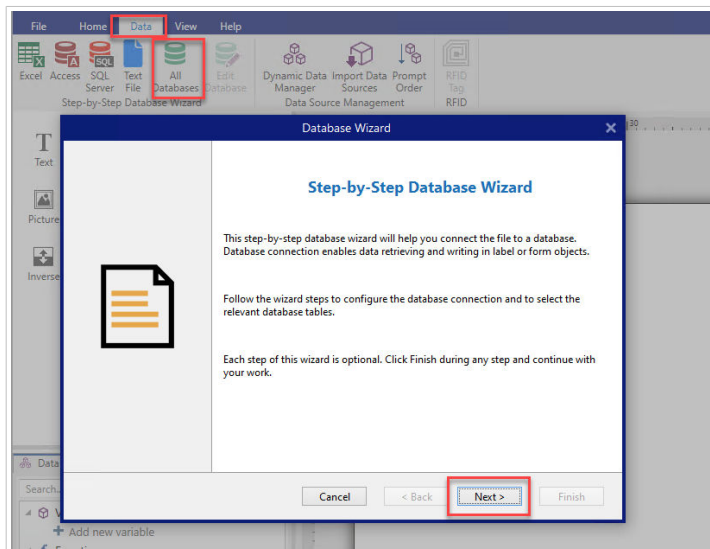 File Home Data View Help
Excel Access SQL Server Text File All Databases Edit Database Dynamic Data Manager Import Data Sources Prompt Order RFID Tag
Step-by-Step Database Wizard Data Source Management RFID
30
Text
Picture
Inverse
Database Wizard
Step-by-Step Database Wizard
This step-by-step database wizard will help you connect the file to a database.
Database connection enables data retrieving and writing in label or form objects.
Follow the wizard steps to configure the database connection and to select the
relevant database tables.
Each step of this wizard is optional. Click Finish during any step and continue with
your work.
Cancel < Back Next > Finish
Data
Search..
Add new variable